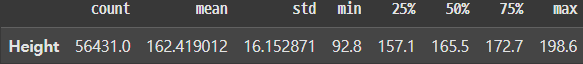 count mean std min 25% 50% 75% max
Height 56431.0 162.419012 16.152871 92.8 157.1 165.5 172.7 198.6